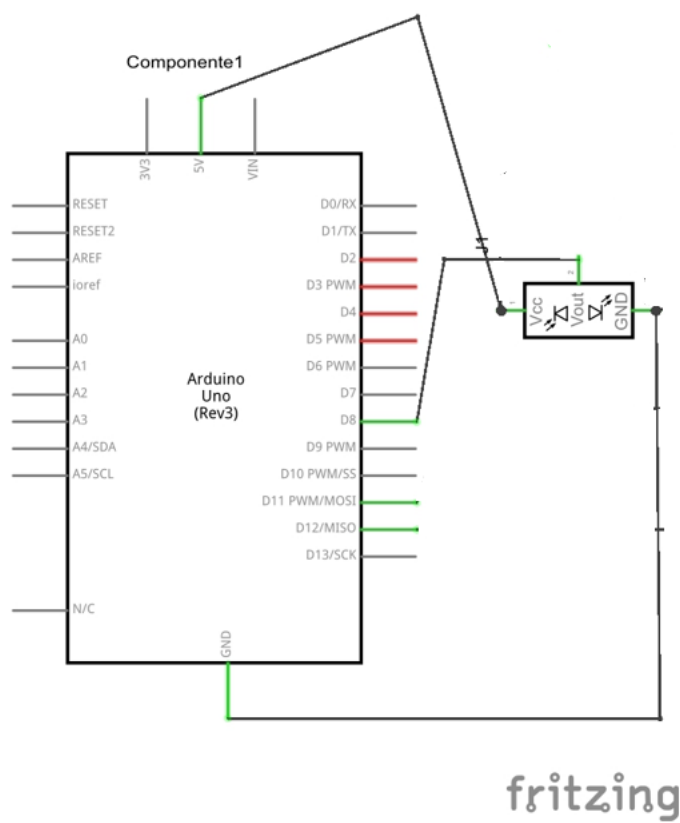 Componente1
3V3
5V
VIN
RESET
RESET2
AREF
ioref
A0
A1
A2
A3
A4/SDA
A5/SCL
N/C
Arduino
Uno
(Rev3)
D0/RX
D1/TX
D2
D3 PWM
D4
D5 PWM
D6 PWM
D7
D8
D9 PWM
D10 PWM/SS
D11 PWM/MOSI
D12/MISO
D13/SCK
GND
1
2
Vcc
Vout
GND
fritzing